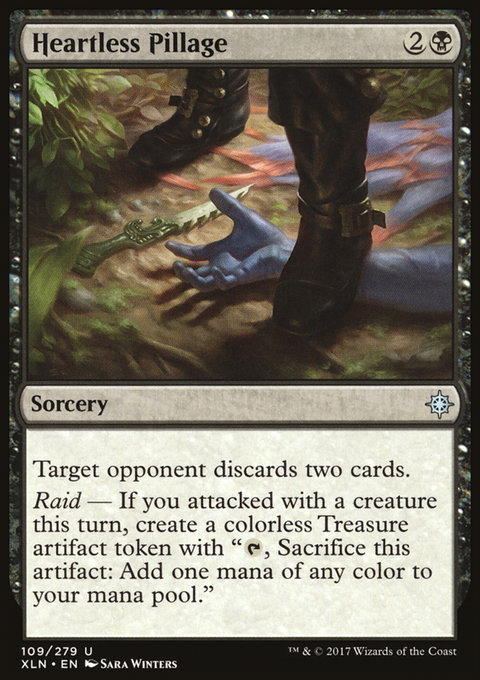 Heartless Pillage 2
Sorcery
Target opponent discards two cards.
Raid — If you attacked with a creature
this turn, create a colorless Treasure
artifact token with “, Sacrifice this
artifact: Add one mana of any color to
your mana pool.”
109/279 U
XLN • EN Sara Winters
™ & © 2017 Wizards of the Coast